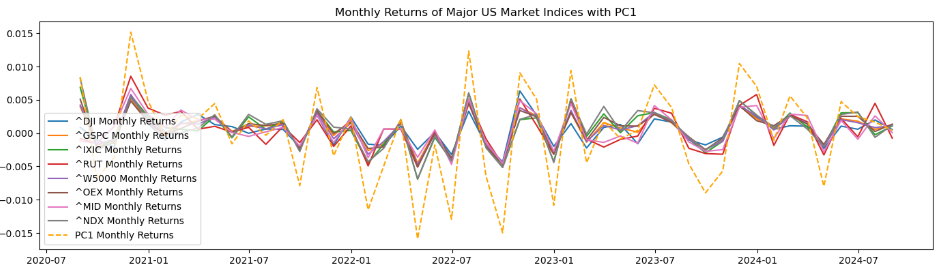 Monthly Returns of Major US Market Indices with PC1
0.015
0.010
0.005
0.000
−0.005
−0.010
−0.015
^DJI Monthly Returns
^GSPC Monthly Returns
^IXIC Monthly Returns
^RUT Monthly Returns
^W5000 Monthly Returns
^OEX Monthly Returns
^MID Monthly Returns
^NDX Monthly Returns
PC1 Monthly Returns
2020-07 2021-01 2021-07 2022-01 2022-07 2023-01 2023-07 2024-01 2024-07